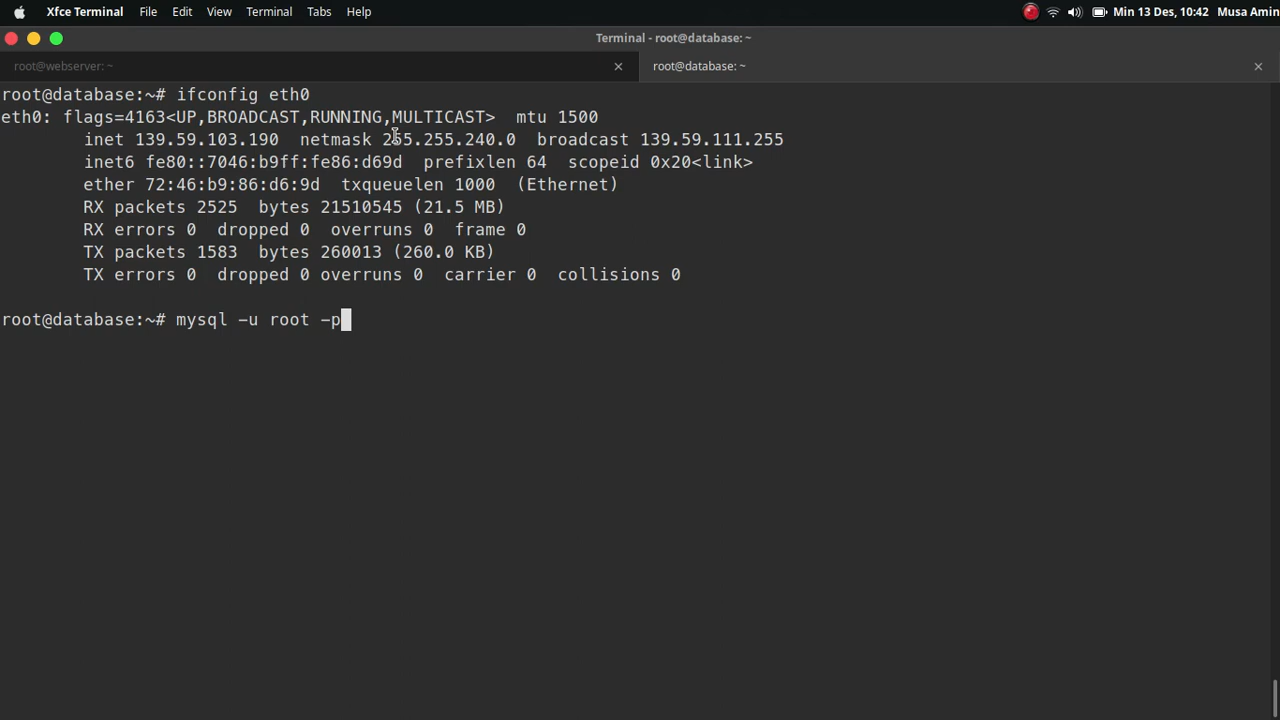 Xfce Terminal File Edit View Terminal Tabs Help Min 13 Des, 10:42 Musa Amin
Terminal - root@database: ~
root@webserver: ~ × root@database: ~ ×
root@database:~# ifconfig eth0
eth0: flags=4163<UP,BROADCAST,RUNNING,MULTICAST>  mtu 1500
        inet 139.59.103.190  netmask 255.255.240.0  broadcast 139.59.111.255
        inet6 fe80::7046:b9ff:fe86:d69d  prefixlen 64  scopeid 0x20<link>
        ether 72:46:b9:86:d6:9d  txqueuelen 1000  (Ethernet)
        RX packets 2525  bytes 21510545 (21.5 MB)
        RX errors 0  dropped 0  overruns 0  frame 0
        TX packets 1583  bytes 260013 (260.0 KB)
        TX errors 0  dropped 0 overruns 0  carrier 0  collisions 0
root@database:~# mysql -u root -p